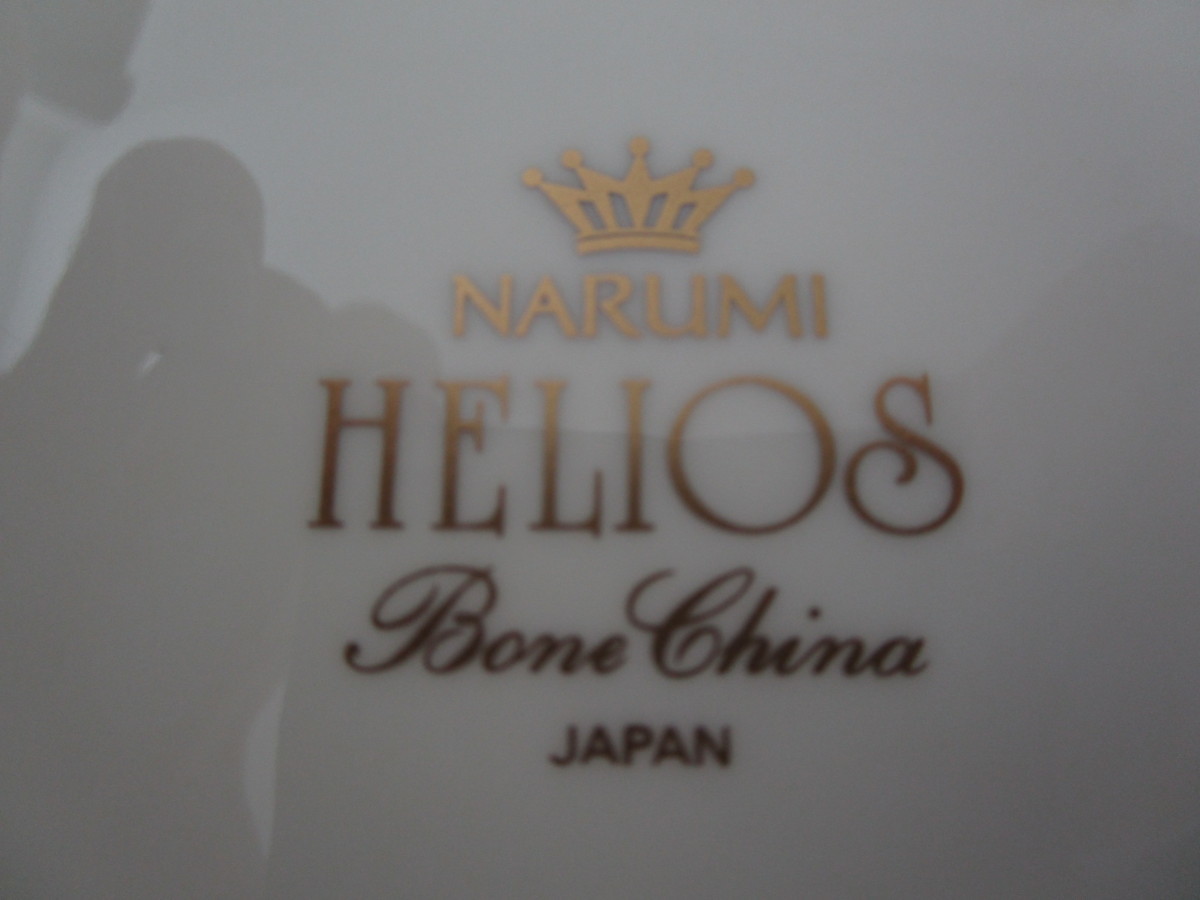 NARUMI
HELIOS
Bone China
JAPAN